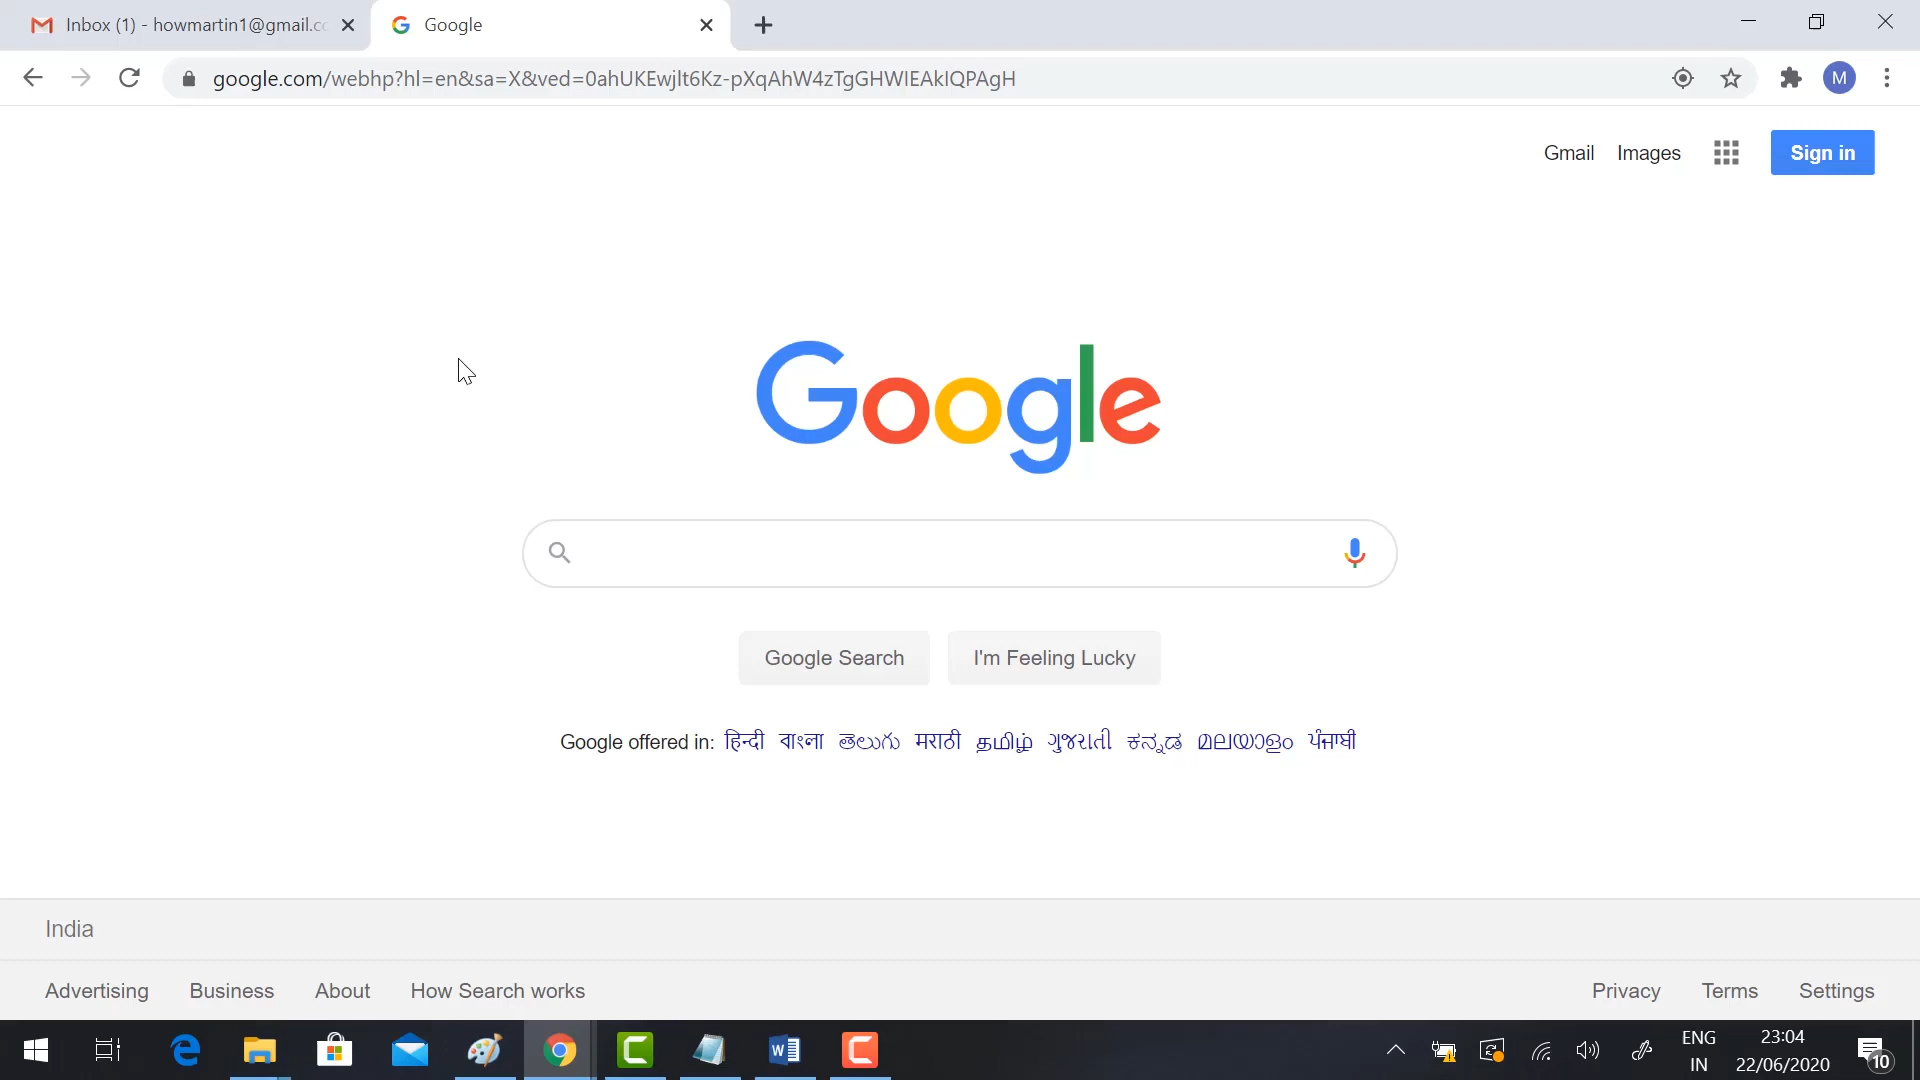 Inbox (1) - howmartin1@gmail.co
Google
google.com/webhp?hl=en&sa=X&ved=0ahUKEwjIt6Kz-pXqAhW4zTgGHWIEAkIQPAgH
M
Gmail Images Sign in
Google
Google Search I'm Feeling Lucky
Google offered in: हिन्दी বাংলা తెలుగు मराठी தமிழ் ગુજરાતી ಕನ್ನಡ മലയാളം ਪੰਜਾਬੀ
India
Advertising Business About How Search works Privacy Terms Settings
ENG 23:04
IN 22/06/2020 10